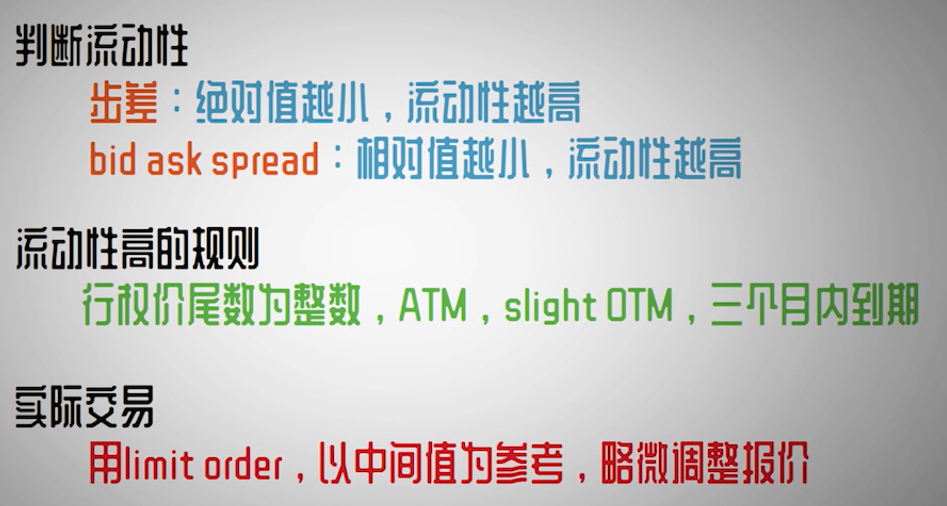 判断流动性
步差：绝对值越小，流动性越高
bid ask spread：相对值越小，流动性越高
流动性高的规则
行权价尾数为整数，ATM，slight OTM，三个月内到期
实际交易
用limit order，以中间值为参考，略微调整报价